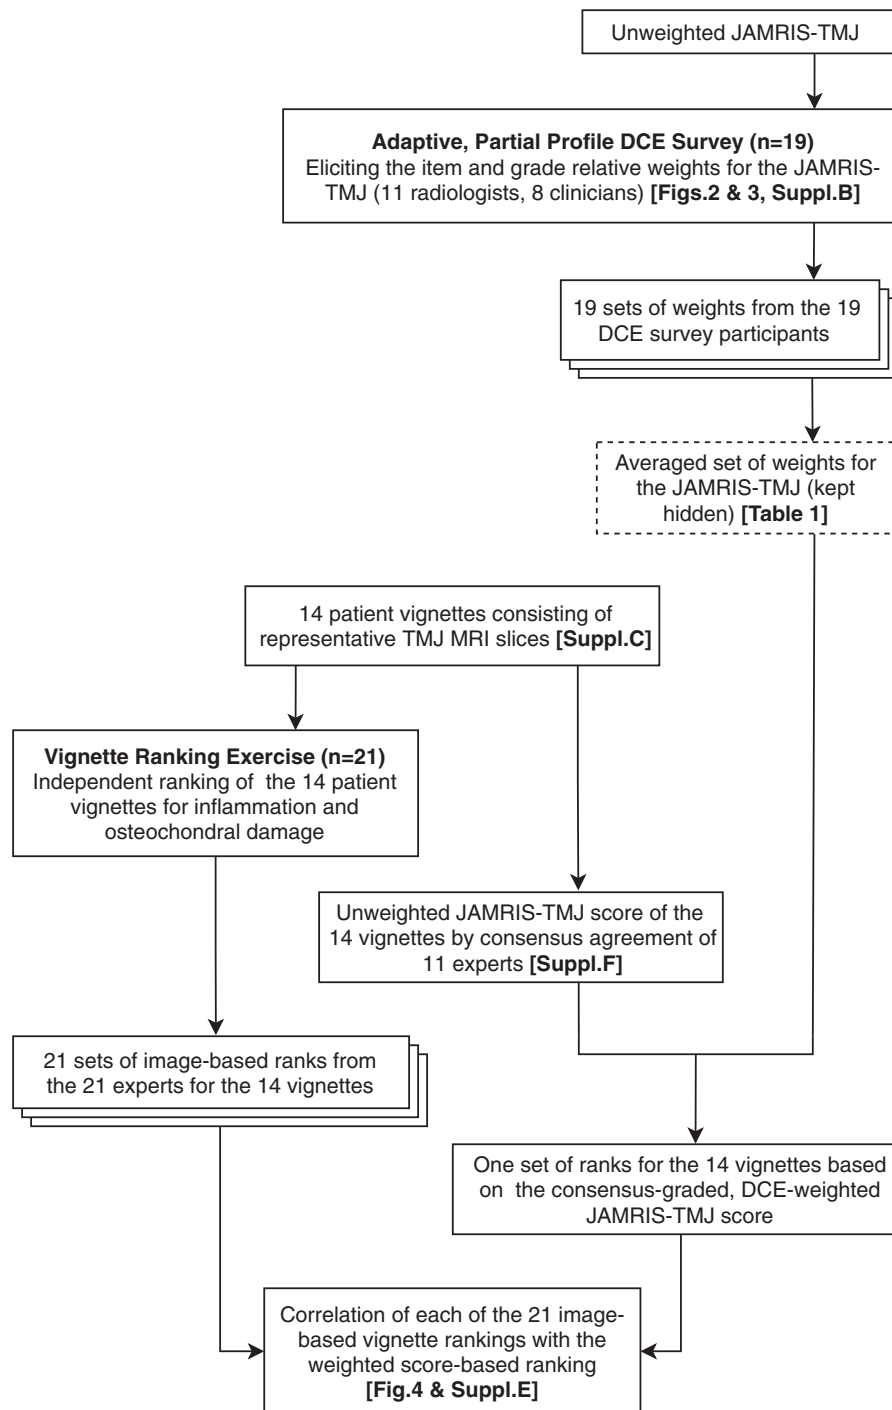 Unweighted JAMRIS-TMJ
Adaptive, Partial Profile DCE Survey (n=19)
Eliciting the item and grade relative weights for the JAMRIS-
TMJ (11 radiologists, 8 clinicians) [Figs.2 & 3, Suppl.B]
19 sets of weights from the 19
DCE survey participants
Averaged set of weights for
the JAMRIS-TMJ (kept
hidden) [Table 1]
14 patient vignettes consisting of
representative TMJ MRI slices [Suppl.C]
Vignette Ranking Exercise (n=21)
Independent ranking of the 14 patient
vignettes for inflammation and
osteochondral damage
Unweighted JAMRIS-TMJ score of the
14 vignettes by consensus agreement of
11 experts [Suppl.F]
21 sets of image-based ranks from
the 21 experts for the 14 vignettes
One set of ranks for the 14 vignettes based
on the consensus-graded, DCE-weighted
JAMRIS-TMJ score
Correlation of each of the 21 image-
based vignette rankings with the
weighted score-based ranking
[Fig.4 & Suppl.E]